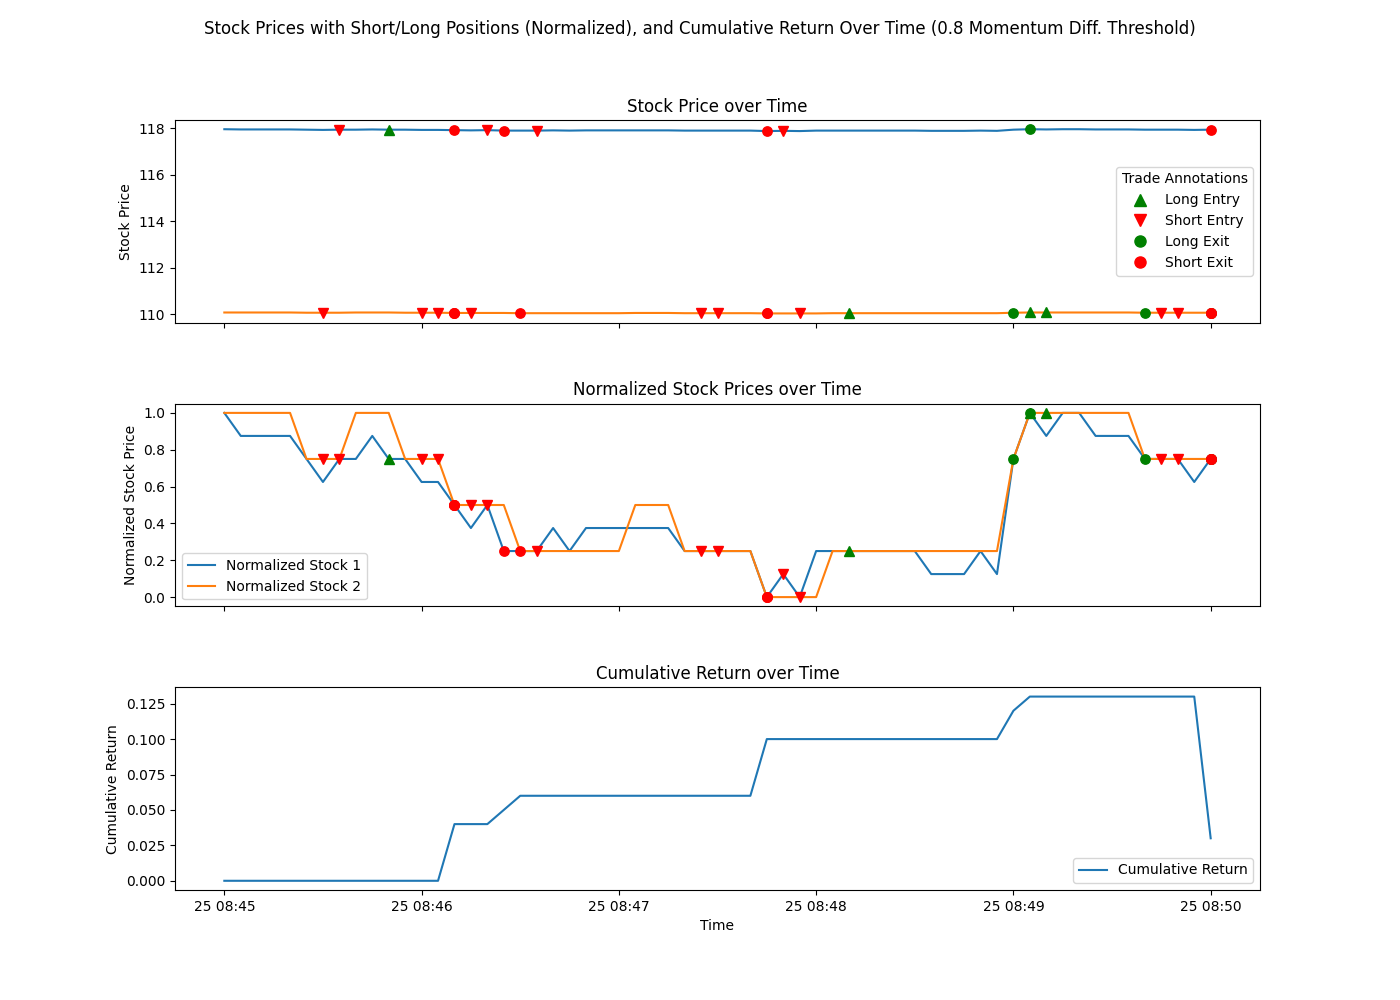 Stock Prices with Short/Long Positions (Normalized), and Cumulative Return Over Time (0.8 Momentum Diff. Threshold)
Stock Price over Time
Stock Price
118
116
114
112
110
Trade Annotations
Long Entry
Short Entry
Long Exit
Short Exit
Normalized Stock Prices over Time
Normalized Stock Price
1.0
0.8
0.6
0.4
0.2
0.0
Normalized Stock 1
Normalized Stock 2
Cumulative Return over Time
Cumulative Return
0.125
0.100
0.075
0.050
0.025
0.000
Cumulative Return
25 08:45 25 08:46 25 08:47 25 08:48 25 08:49 25 08:50
Time